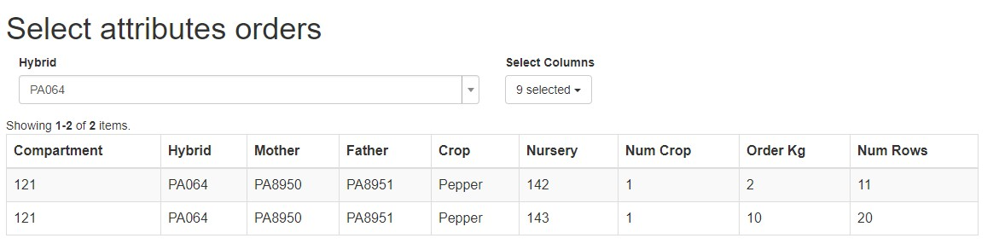 Select attributes orders
Hybrid Select Columns
PA064 9 selected
Showing 1-2 of 2 items.
Compartment Hybrid Mother Father Crop Nursery Num Crop Order Kg Num Rows
121 PA064 PA8950 PA8951 Pepper 142 1 2 11
121 PA064 PA8950 PA8951 Pepper 143 1 10 20